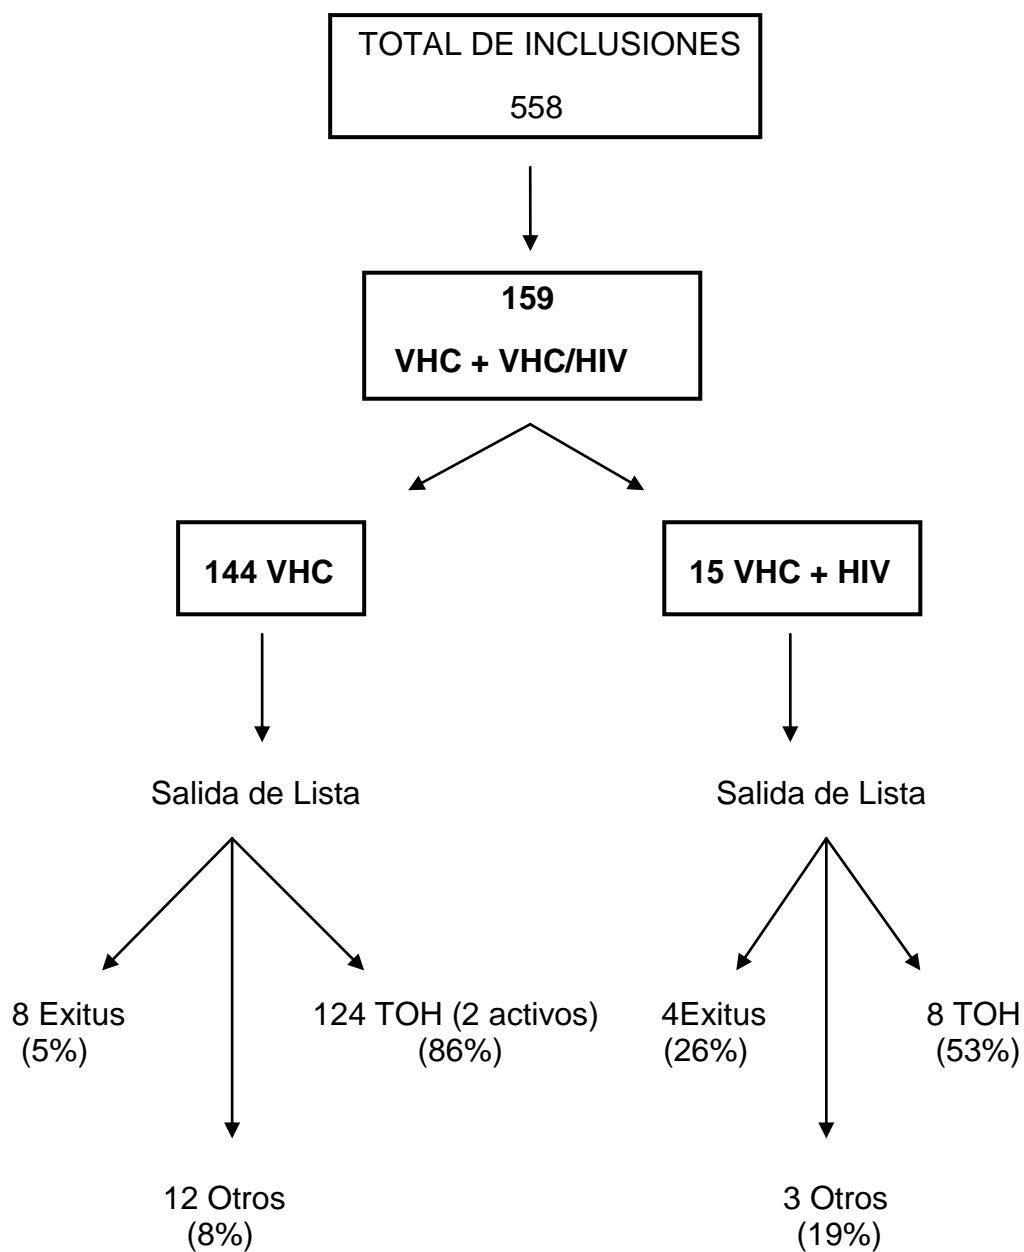 TOTAL DE INCLUSIONES
558
159
VHC + VHC/HIV
144 VHC
15 VHC + HIV
Salida de Lista
Salida de Lista
8 Exitus
(5%)
124 TOH (2 activos)
(86%)
4Exitus
(26%)
8 TOH
(53%)
12 Otros
(8%)
3 Otros
(19%)